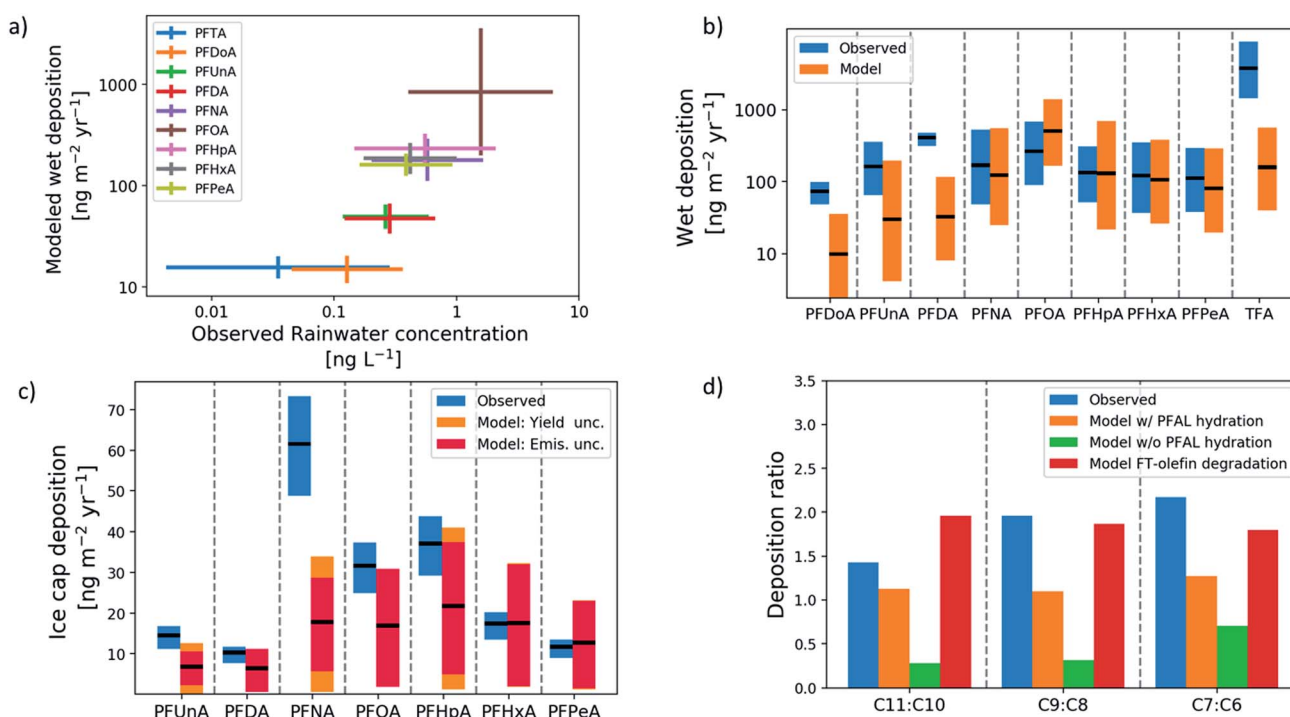 a)
Modeled wet deposition
[ng m⁻² yr⁻¹]
1000
100
10
PFTA
PFDoA
PFUnA
PFDA
PFNA
PFOA
PFHpA
PFHxA
PFPeA
0.01
0.1
1
10
Observed Rainwater concentration
[ng L⁻¹]
b)
Wet deposition
[ng m⁻² yr⁻¹]
1000
100
10
Observed
Model
PFDoA PFUnA PFDA PFNA PFOA PFHpA PFHxA PFPeA TFA
c)
Ice cap deposition
[ng m⁻² yr⁻¹]
70
60
50
40
30
20
10
Observed
Model: Yield unc.
Model: Emis. unc.
PFUnA PFDA PFNA PFOA PFHpA PFHxA PFPeA
d)
Deposition ratio
3.5
3.0
2.5
2.0
1.5
1.0
0.5
0.0
Observed
Model w/ PFAL hydration
Model w/o PFAL hydration
Model FT-olefin degradation
C11:C10 C9:C8 C7:C6